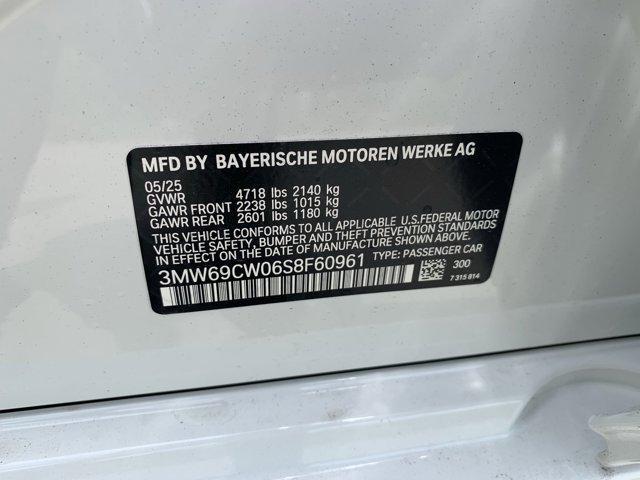 MFD BY BAYERISCHE MOTOREN WERKE AG
05/25
GVWR 4718 lbs 2140 kg
GAWR FRONT 2238 lbs 1015 kg
GAWR REAR 2601 lbs 1180 kg
THIS VEHICLE CONFORMS TO ALL APPLICABLE U.S.FEDERAL MOTOR
VEHICLE SAFETY, BUMPER, AND THEFT PREVENTION STANDARDS
IN EFFECT ON THE DATE OF MANUFACTURE SHOWN ABOVE.
3MW69CW06S8F60961 TYPE: PASSENGER CAR
300
7 315 814